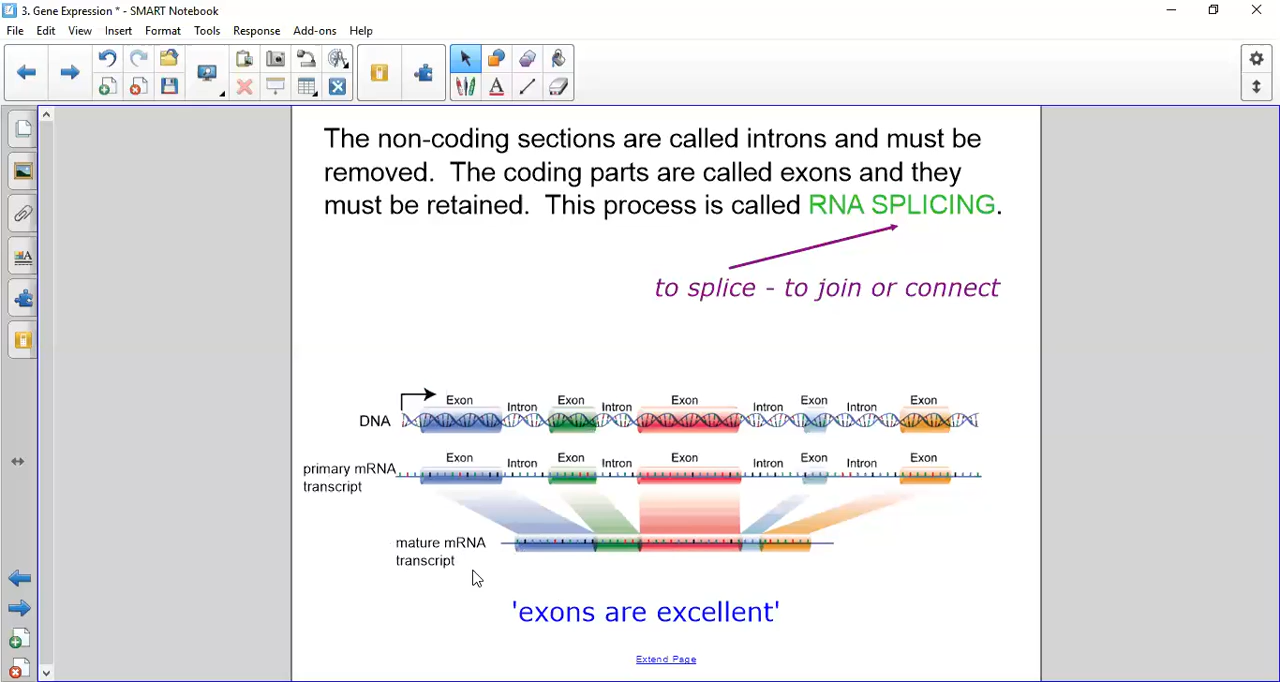 3. Gene Expression * - SMART Notebook
File Edit View Insert Format Tools Response Add-ons Help
The non-coding sections are called introns and must be
removed. The coding parts are called exons and they
must be retained. This process is called RNA SPLICING.
to splice - to join or connect
Exon Intron Exon Intron Exon Intron Exon Intron Exon
DNA
Exon Intron Exon Intron Exon Intron Exon Intron Exon
primary mRNA
transcript
mature mRNA
transcript
'exons are excellent'
Extend Page